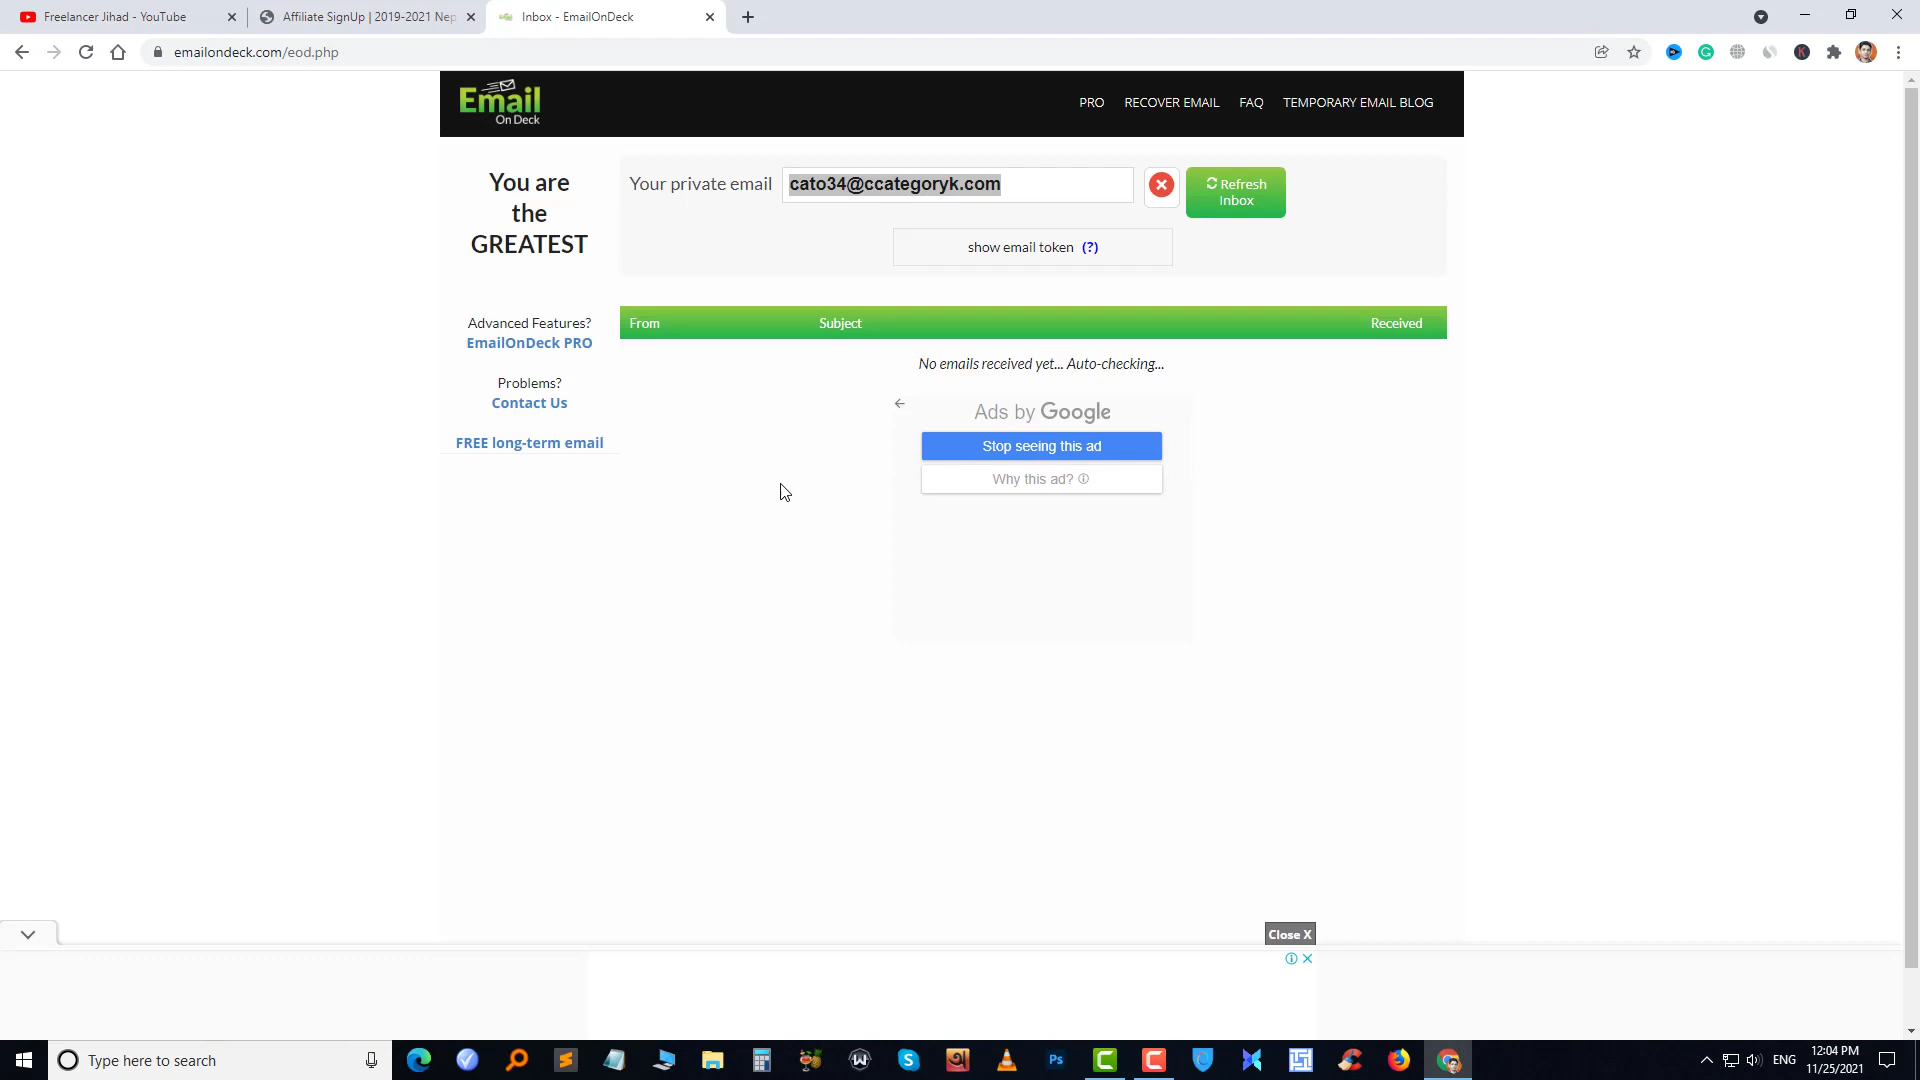 Freelancer Jihad - YouTube
Affiliate SignUp | 2019-2021 Nep
Inbox - EmailOnDeck
emailondeck.com/eod.php
Email
On Deck
PRO
RECOVER EMAIL
FAQ
TEMPORARY EMAIL BLOG
You are
the
GREATEST
Your private email
cato34@ccategoryk.com
Refresh
Inbox
show email token (?)
Advanced Features?
EmailOnDeck PRO
Problems?
Contact Us
FREE long-term email
From
Subject
Received
No emails received yet... Auto-checking...
Ads by Google
Stop seeing this ad
Why this ad?
Close X
Type here to search
ENG
12:04 PM
11/25/2021